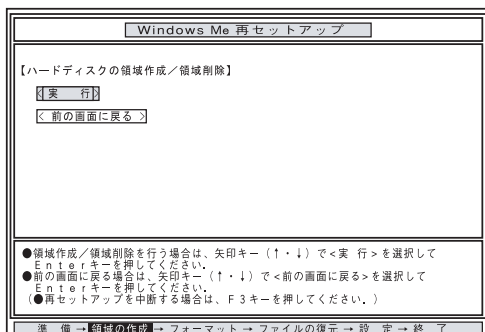 Windows Me 再セットアップ
【ハードディスクの領域作成／領域削除】
<実　行>
< 前の画面に戻る >
●領域作成／領域削除を行う場合は、矢印キー（↑・↓）で<実　行>を選択して
Ｅｎｔｅｒキーを押してください．
●前の画面に戻る場合は、矢印キー（↑・↓）で<前の画面に戻る>を選択して
Ｅｎｔｅｒキーを押してください．
（●再セットアップを中断する場合は、Ｆ３キーを押してください．）
準　備 → 領域の作成 → フォーマット → ファイルの復元 → 設　定 → 終　了